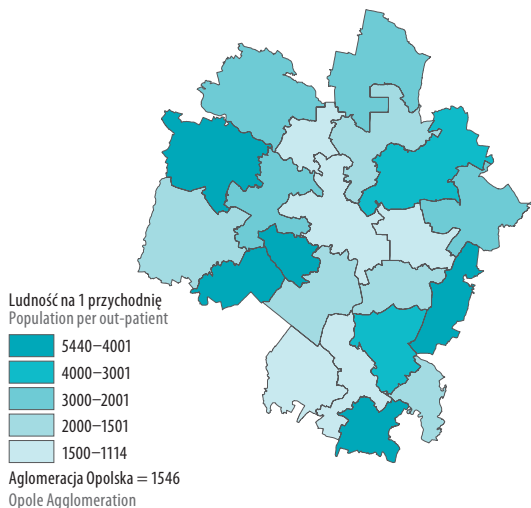 Ludność na 1 przychodnię
Population per out-patient
5440–4001
4000–3001
3000–2001
2000–1501
1500–1114
Aglomeracja Opolska = 1546
Opole Agglomeration